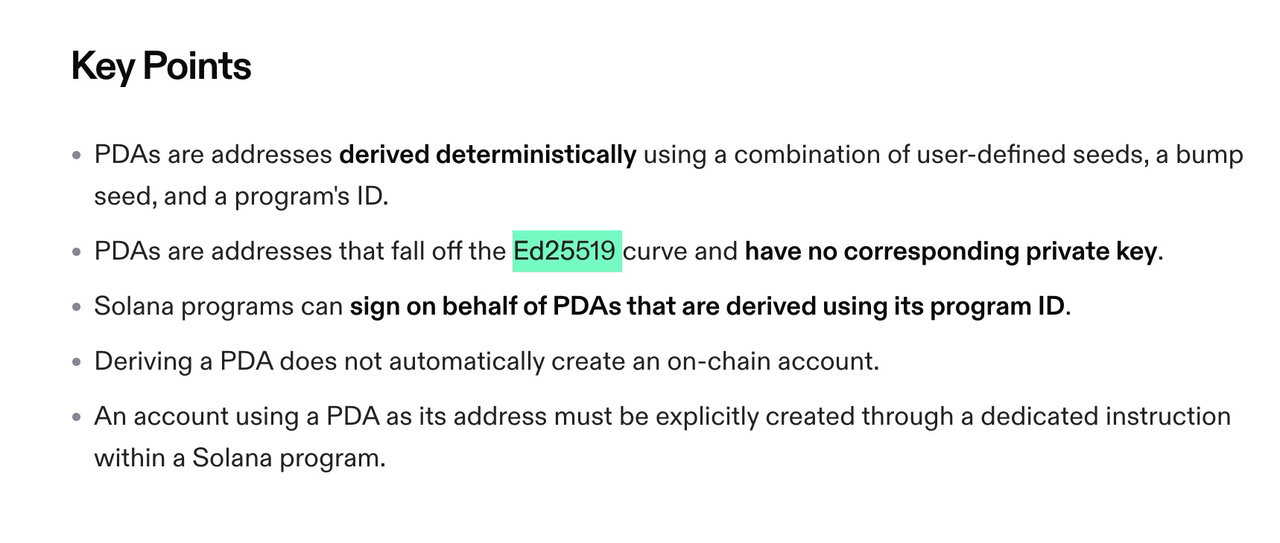 Key Points
• PDAs are addresses derived deterministically using a combination of user-defined seeds, a bump
seed, and a program's ID.
• PDAs are addresses that fall off the Ed25519 curve and have no corresponding private key.
• Solana programs can sign on behalf of PDAs that are derived using its program ID.
• Deriving a PDA does not automatically create an on-chain account.
• An account using a PDA as its address must be explicitly created through a dedicated instruction
within a Solana program.